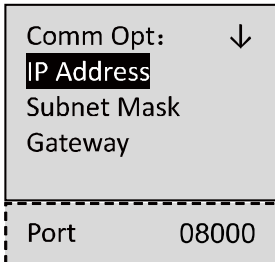 Comm Opt: ↓
IP Address
Subnet Mask
Gateway
Port 08000